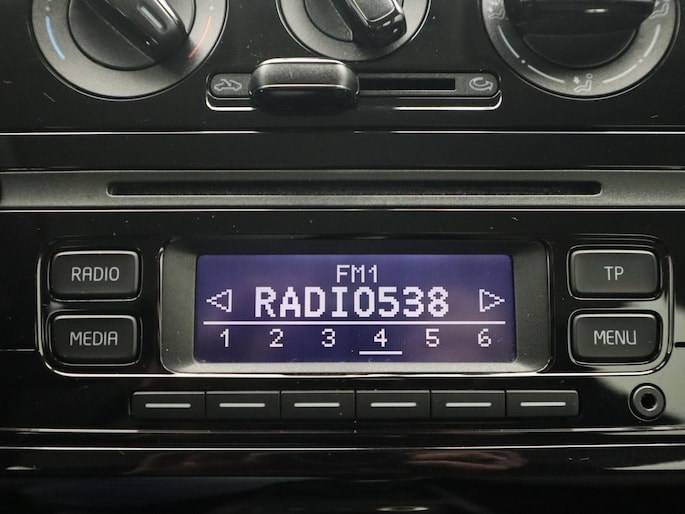 RADIO
MEDIA
FM1
RADIO538
1 2 3 4 5 6
TP
MENU